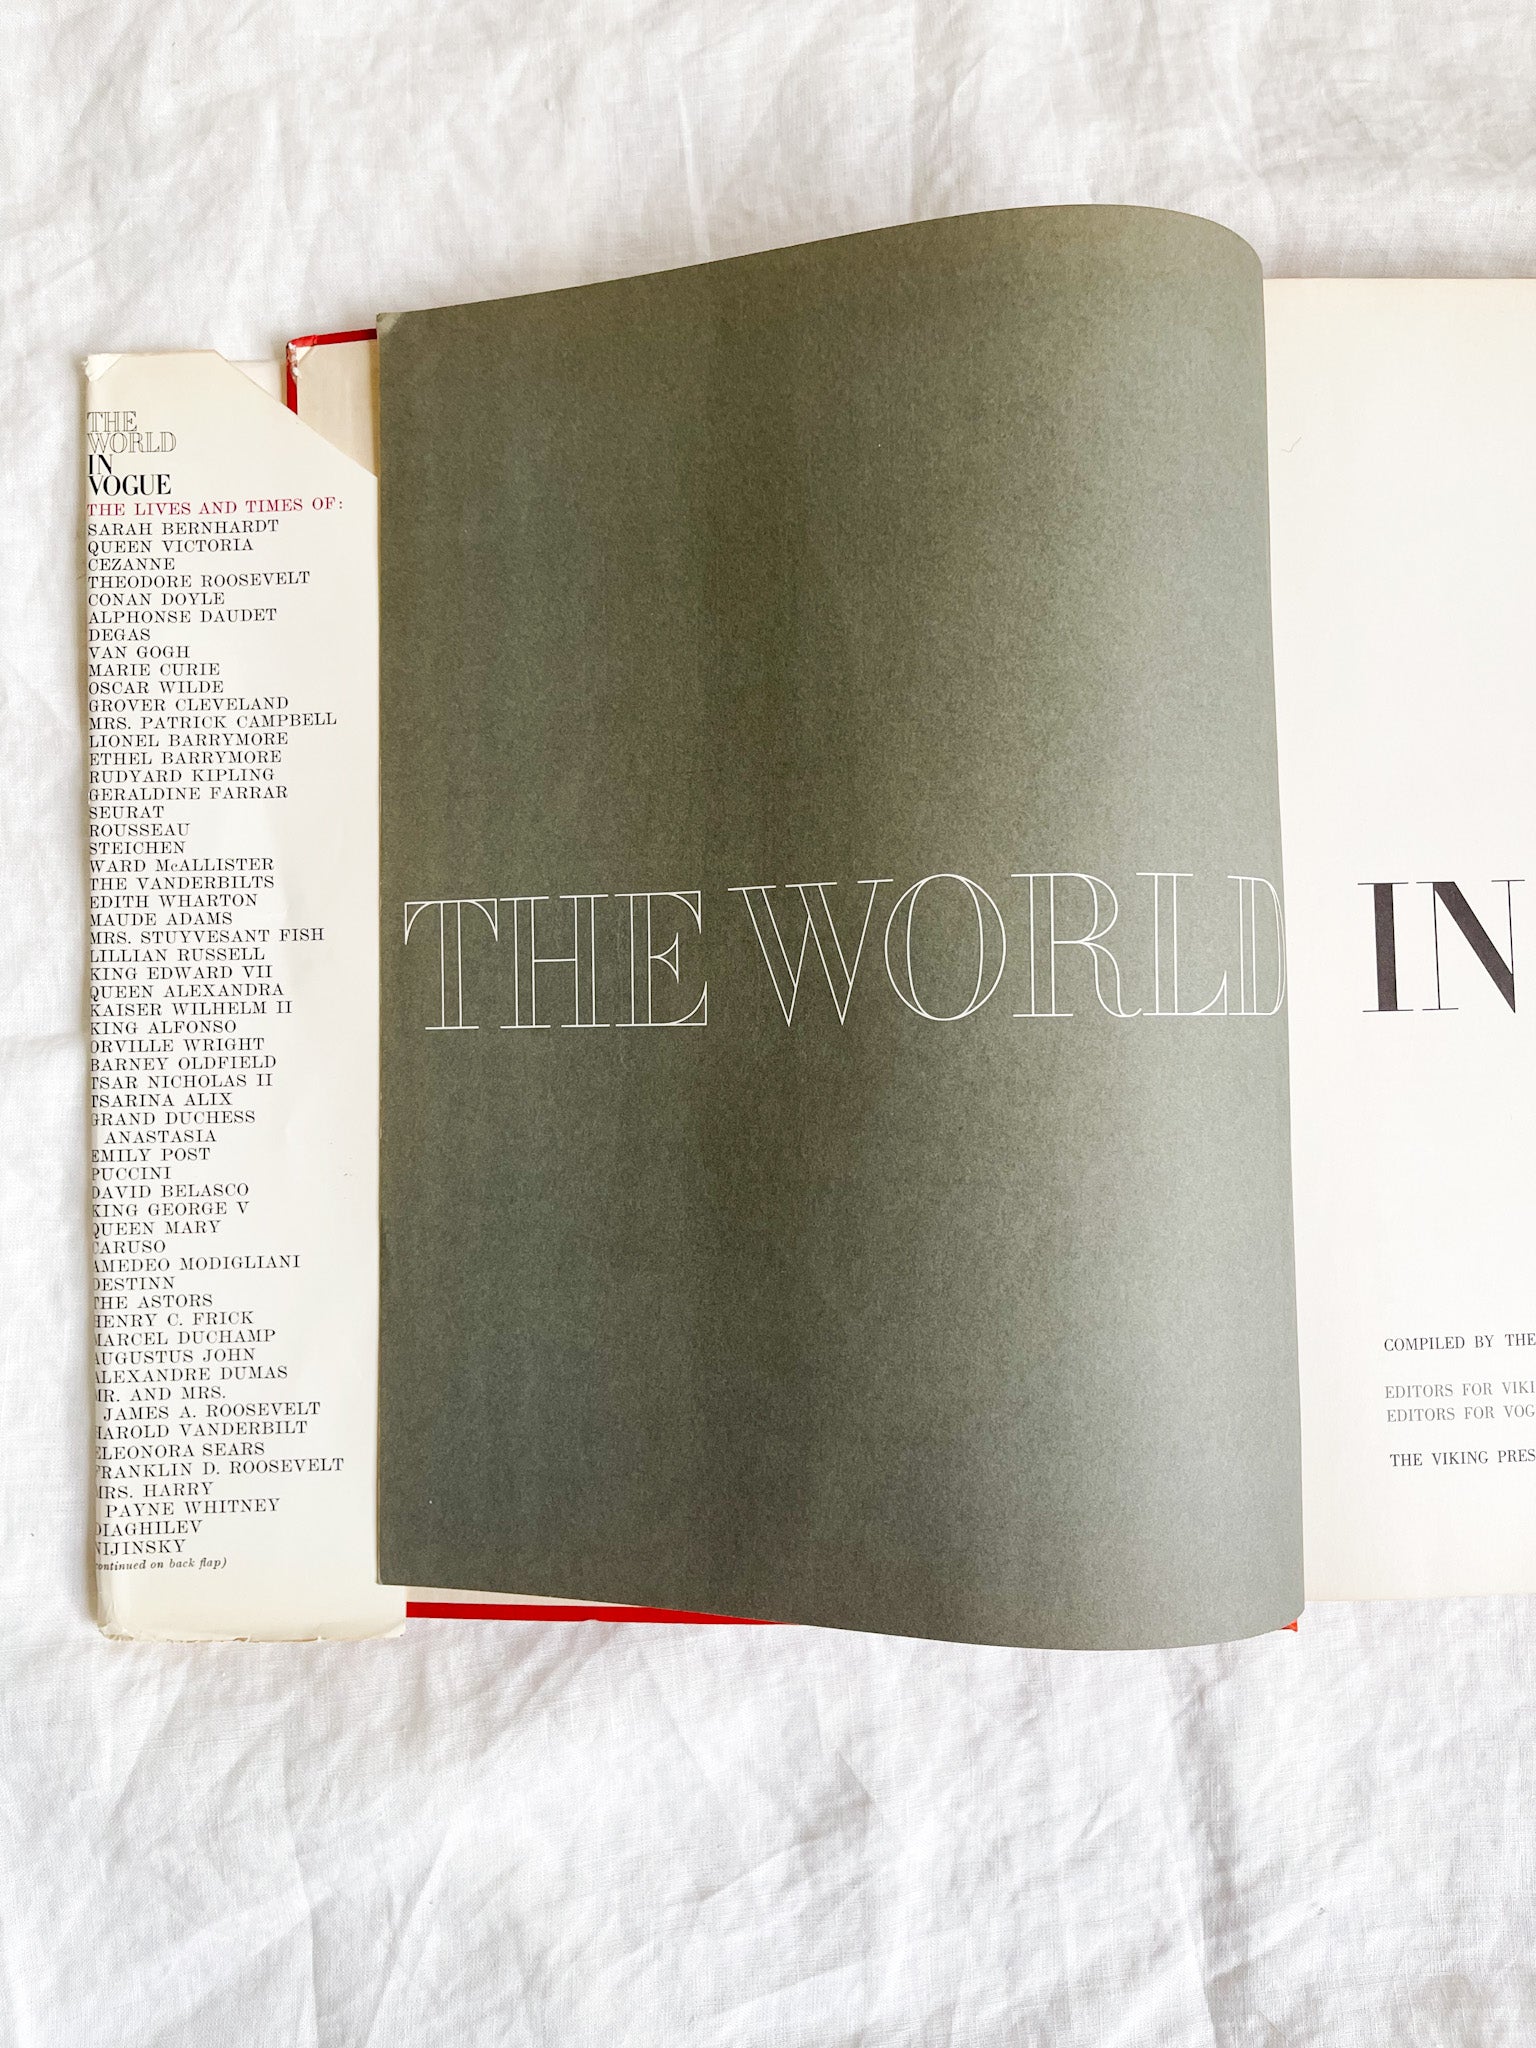 THE
WORLD
IN
VOGUE
THE LIVES AND TIMES OF:
SARAH BERNHARDT
QUEEN VICTORIA
CEZANNE
THEODORE ROOSEVELT
CONAN DOYLE
ALPHONSE DAUDET
DEGAS
VAN GOGH
MARIE CURIE
OSCAR WILDE
GROVER CLEVELAND
MRS. PATRICK CAMPBELL
LIONEL BARRYMORE
ETHEL BARRYMORE
RUDYARD KIPLING
GERALDINE FARRAR
SEURAT
ROUSSEAU
STEICHEN
WARD McALLISTER
THE VANDERBILTS
EDITH WHARTON
MAUDE ADAMS
MRS. STUYVESANT FISH
LILLIAN RUSSELL
KING EDWARD VII
QUEEN ALEXANDRA
KAISER WILHELM II
KING ALFONSO
ORVILLE WRIGHT
BARNEY OLDFIELD
TSAR NICHOLAS II
TSARINA ALIX
GRAND DUCHESS
ANASTASIA
EMILY POST
PUCCINI
DAVID BELASCO
KING GEORGE V
QUEEN MARY
CARUSO
AMEDEO MODIGLIANI
DESTINN
THE ASTORS
HENRY C. FRICK
MARCEL DUCHAMP
AUGUSTUS JOHN
ALEXANDRE DUMAS
MR. AND MRS.
JAMES A. ROOSEVELT
HAROLD VANDERBILT
ELEONORA SEARS
FRANKLIN D. ROOSEVELT
MRS. HARRY
PAYNE WHITNEY
DIAGHILEV
NIJINSKY
(continued on back flap)
THE WORLD IN
COMPILED BY THE
EDITORS FOR VIKI
EDITORS FOR VOG
THE VIKING PRES